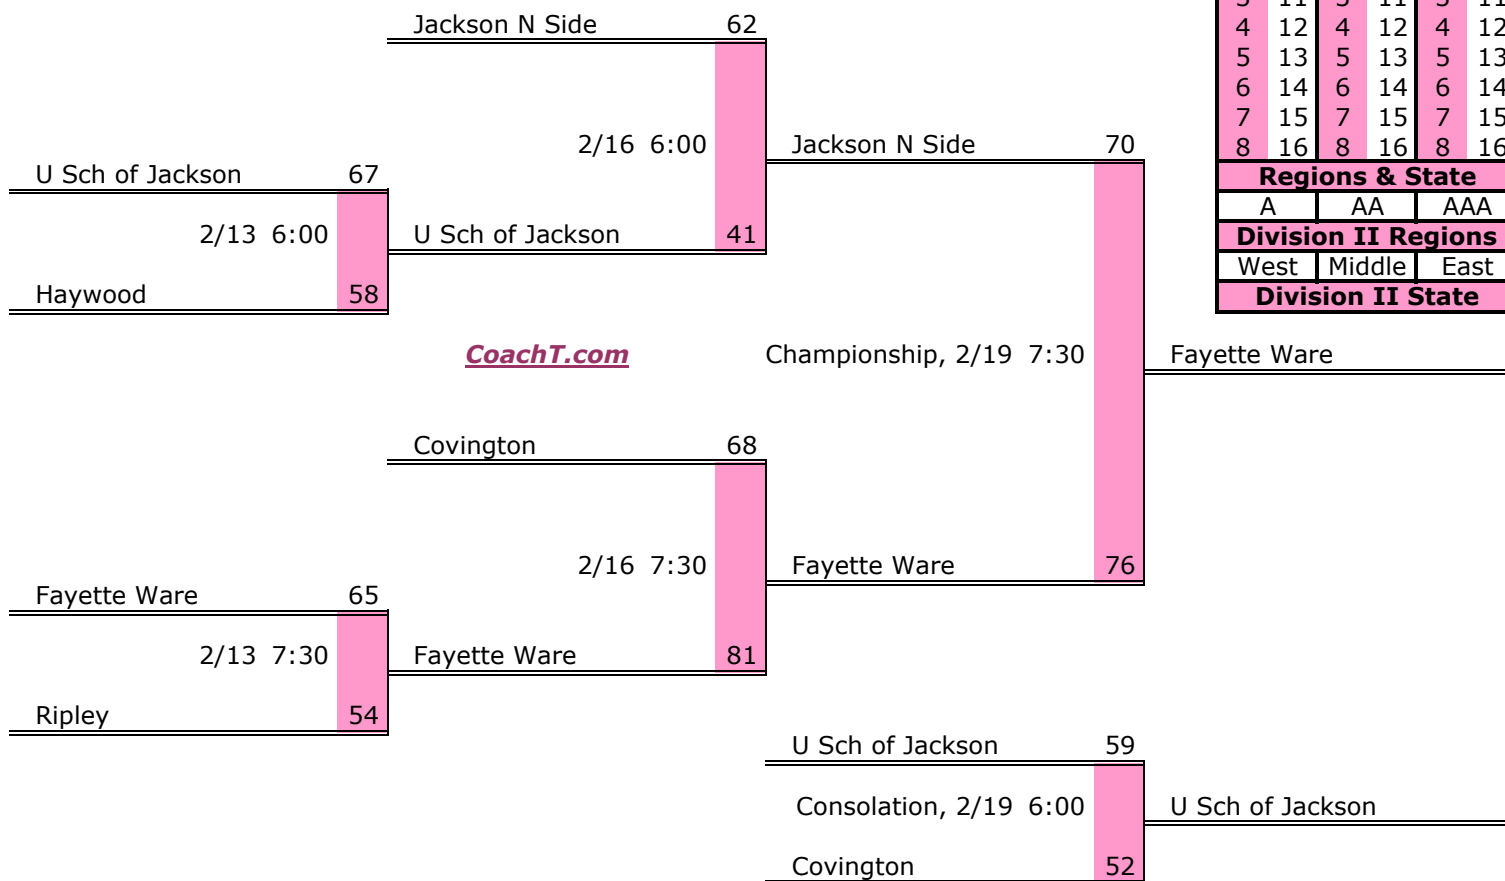 Jackson N Side 62
4 12 4 12 4 12
5 13 5 13 5 13
6 14 6 14 6 14
2/16 6:00 Jackson N Side 70
7 15 7 15 7 15
8 16 8 16 8 16
U Sch of Jackson 67
Regions & State
A AA AAA
2/13 6:00 U Sch of Jackson 41
Division II Regions
West Middle East
Haywood 58
Division II State
CoachT.com Championship, 2/19 7:30 Fayette Ware
Covington 68
2/16 7:30 Fayette Ware 76
Fayette Ware 65
2/13 7:30 Fayette Ware 81
Ripley 54
U Sch of Jackson 59
Consolation, 2/19 6:00 U Sch of Jackson
Covington 52